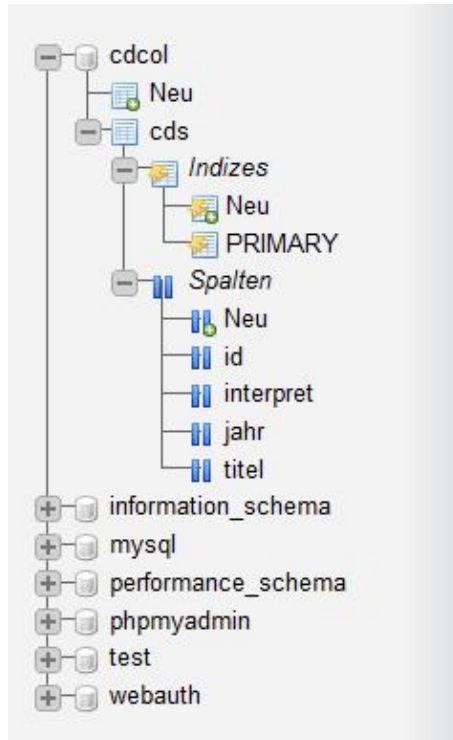 cdcol
Neu
cds
Indizes
Neu
PRIMARY
Spalten
Neu
id
interpret
jahr
titel
information_schema
mysql
performance_schema
phpmyadmin
test
webauth